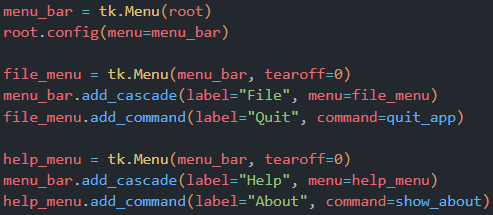 menu_bar = tk.Menu(root)
root.config(menu=menu_bar)

file_menu = tk.Menu(menu_bar, tearoff=0)
menu_bar.add_cascade(label="File", menu=file_menu)
file_menu.add_command(label="Quit", command=quit_app)

help_menu = tk.Menu(menu_bar, tearoff=0)
menu_bar.add_cascade(label="Help", menu=help_menu)
help_menu.add_command(label="About", command=show_about)